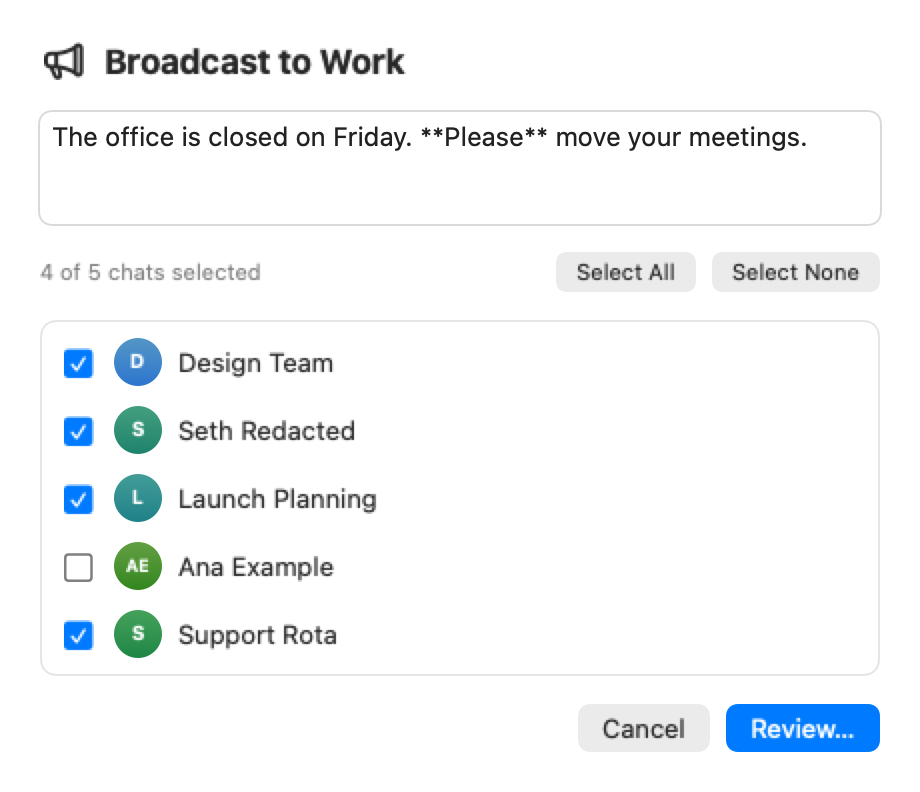 Broadcast to Work
The office is closed on Friday. **Please** move your meetings.
4 of 5 chats selected
Select All
Select None
D Design Team
S Seth Redacted
L Launch Planning
AE Ana Example
S Support Rota
Cancel
Review...